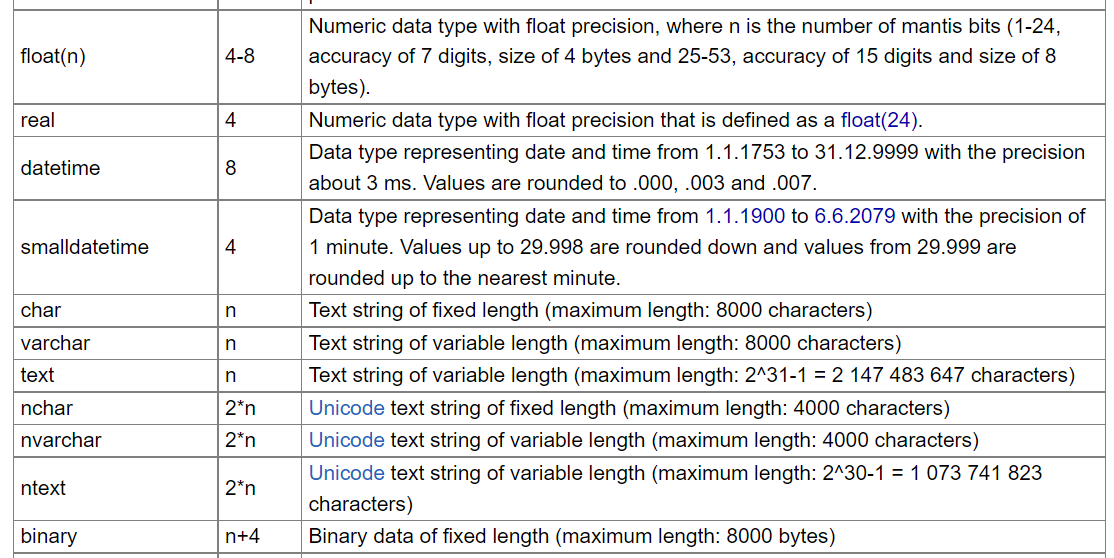 Numeric data type with float precision, where n is the number of mantis bits (1-24,
float(n) 4-8 accuracy of 7 digits, size of 4 bytes and 25-53, accuracy of 15 digits and size of 8
bytes).
real 4 Numeric data type with float precision that is defined as a float(24).
Data type representing date and time from 1.1.1753 to 31.12.9999 with the precision
datetime 8
about 3 ms. Values are rounded to .000, .003 and .007.
Data type representing date and time from 1.1.1900 to 6.6.2079 with the precision of
smalldatetime 4 1 minute. Values up to 29.998 are rounded down and values from 29.999 are
rounded up to the nearest minute.
char n Text string of fixed length (maximum length: 8000 characters)
varchar n Text string of variable length (maximum length: 8000 characters)
text n Text string of variable length (maximum length: 2^31-1 = 2 147 483 647 characters)
nchar 2*n Unicode text string of fixed length (maximum length: 4000 characters)
nvarchar 2*n Unicode text string of variable length (maximum length: 4000 characters)
Unicode text string of variable length (maximum length: 2^30-1 = 1 073 741 823
ntext 2*n
characters)
binary n+4 Binary data of fixed length (maximum length: 8000 bytes)